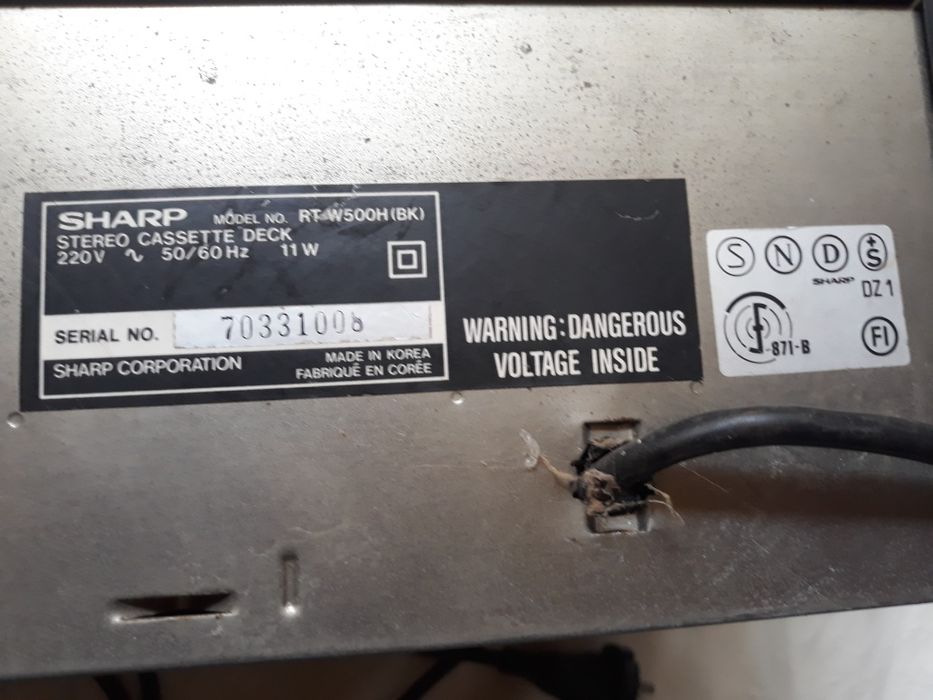 SHARP MODEL NO. RT-W500H(BK)
STEREO CASSETTE DECK
220V ∿ 50/60Hz 11W
SERIAL NO. 70331008
SHARP CORPORATION
MADE IN KOREA
FABRIQUÉ EN CORÉE
WARNING: DANGEROUS
VOLTAGE INSIDE
S N D +S
SHARP DZ1
871-B
FI